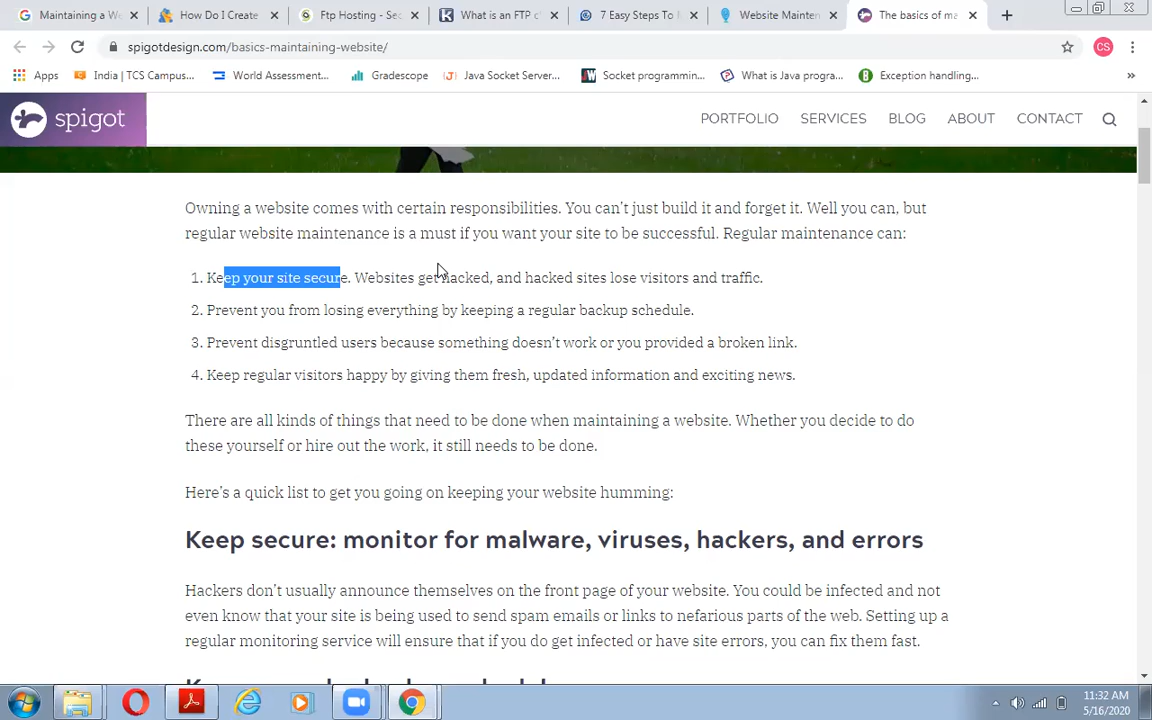 Maintaining a W
How Do I Create
Ftp Hosting - Sec
What is an FTP c
7 Easy Steps To
Website Mainten
The basics of ma
spigotdesign.com/basics-maintaining-website/
CS
Apps
India | TCS Campus...
World Assessment...
Gradescope
Java Socket Server...
Socket programmin...
What is Java progra...
Exception handling...
»
spigot
PORTFOLIO
SERVICES
BLOG
ABOUT
CONTACT
Owning a website comes with certain responsibilities. You can't just build it and forget it. Well you can, but
regular website maintenance is a must if you want your site to be successful. Regular maintenance can:
1. Keep your site secure. Websites get hacked, and hacked sites lose visitors and traffic.
2. Prevent you from losing everything by keeping a regular backup schedule.
3. Prevent disgruntled users because something doesn't work or you provided a broken link.
4. Keep regular visitors happy by giving them fresh, updated information and exciting news.
There are all kinds of things that need to be done when maintaining a website. Whether you decide to do
these yourself or hire out the work, it still needs to be done.
Here's a quick list to get you going on keeping your website humming:
Keep secure: monitor for malware, viruses, hackers, and errors
Hackers don't usually announce themselves on the front page of your website. You could be infected and not
even know that your site is being used to send spam emails or links to nefarious parts of the web. Setting up a
regular monitoring service will ensure that if you do get infected or have site errors, you can fix them fast.
11:32 AM
5/16/2020